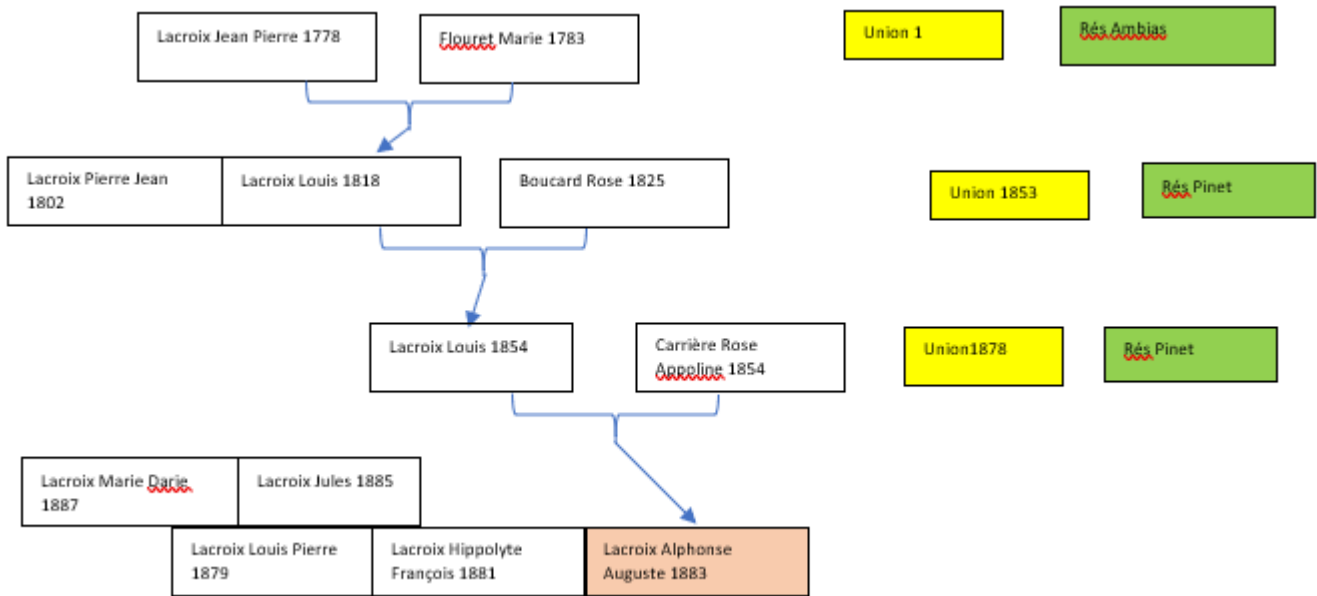 Lacroix Jean Pierre 1778
Flouret Marie 1783
Union 1
Rés Ambias
Lacroix Pierre Jean
1802
Lacroix Louis 1818
Boucard Rose 1825
Union 1853
Rés Pinet
Lacroix Louis 1854
Carrière Rose
Appoline 1854
Union1878
Rés Pinet
Lacroix Marie Darie
1887
Lacroix Jules 1885
Lacroix Louis Pierre
1879
Lacroix Hippolyte
François 1881
Lacroix Alphonse
Auguste 1883